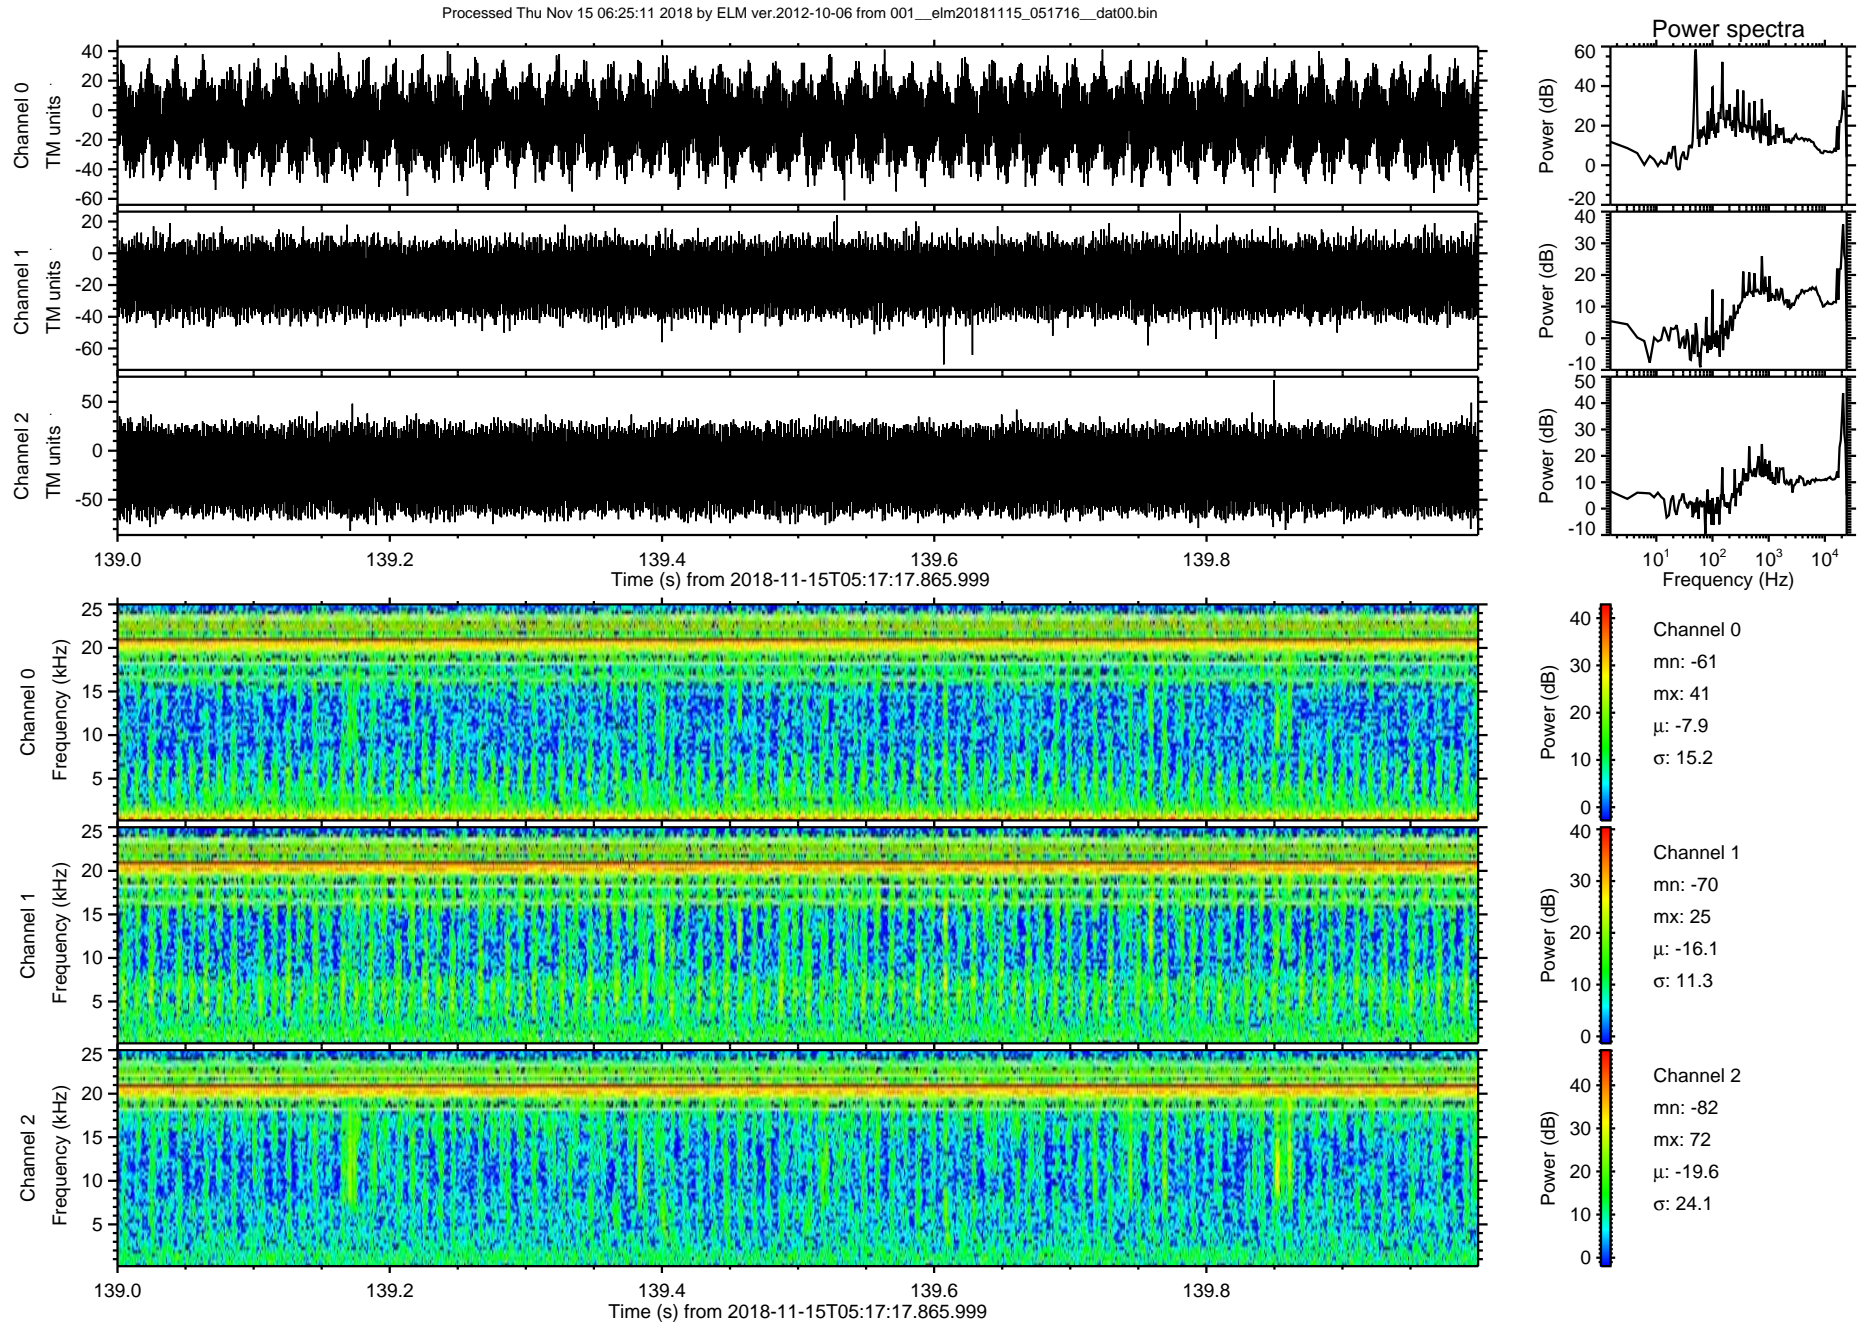 Processed Thu Nov 15 06:25:11 2018 by ELM ver.2012-10-06 from 001__elm20181115_051716__dat00.bin
Power spectra
Channel 0
TM units
40
20
0
-20
-40
-60
Power (dB)
60
40
20
0
-20
Channel 1
TM units
20
0
-20
-40
-60
Power (dB)
40
30
20
10
0
-10
Channel 2
TM units
50
0
-50
Power (dB)
50
40
30
20
10
0
-10
139.0 139.2 139.4 139.6 139.8
Time (s) from 2018-11-15T05:17:17.865.999
10^1 10^2 10^3 10^4
Frequency (Hz)
Channel 0
Frequency (kHz)
25
20
15
10
5
Power (dB)
40
30
20
10
0
Channel 0
mn: -61
mx: 41
μ: -7.9
σ: 15.2
Channel 1
Frequency (kHz)
25
20
15
10
5
Power (dB)
40
30
20
10
0
Channel 1
mn: -70
mx: 25
μ: -16.1
σ: 11.3
Channel 2
Frequency (kHz)
25
20
15
10
5
Power (dB)
40
30
20
10
0
Channel 2
mn: -82
mx: 72
μ: -19.6
σ: 24.1
139.0 139.2 139.4 139.6 139.8
Time (s) from 2018-11-15T05:17:17.865.999